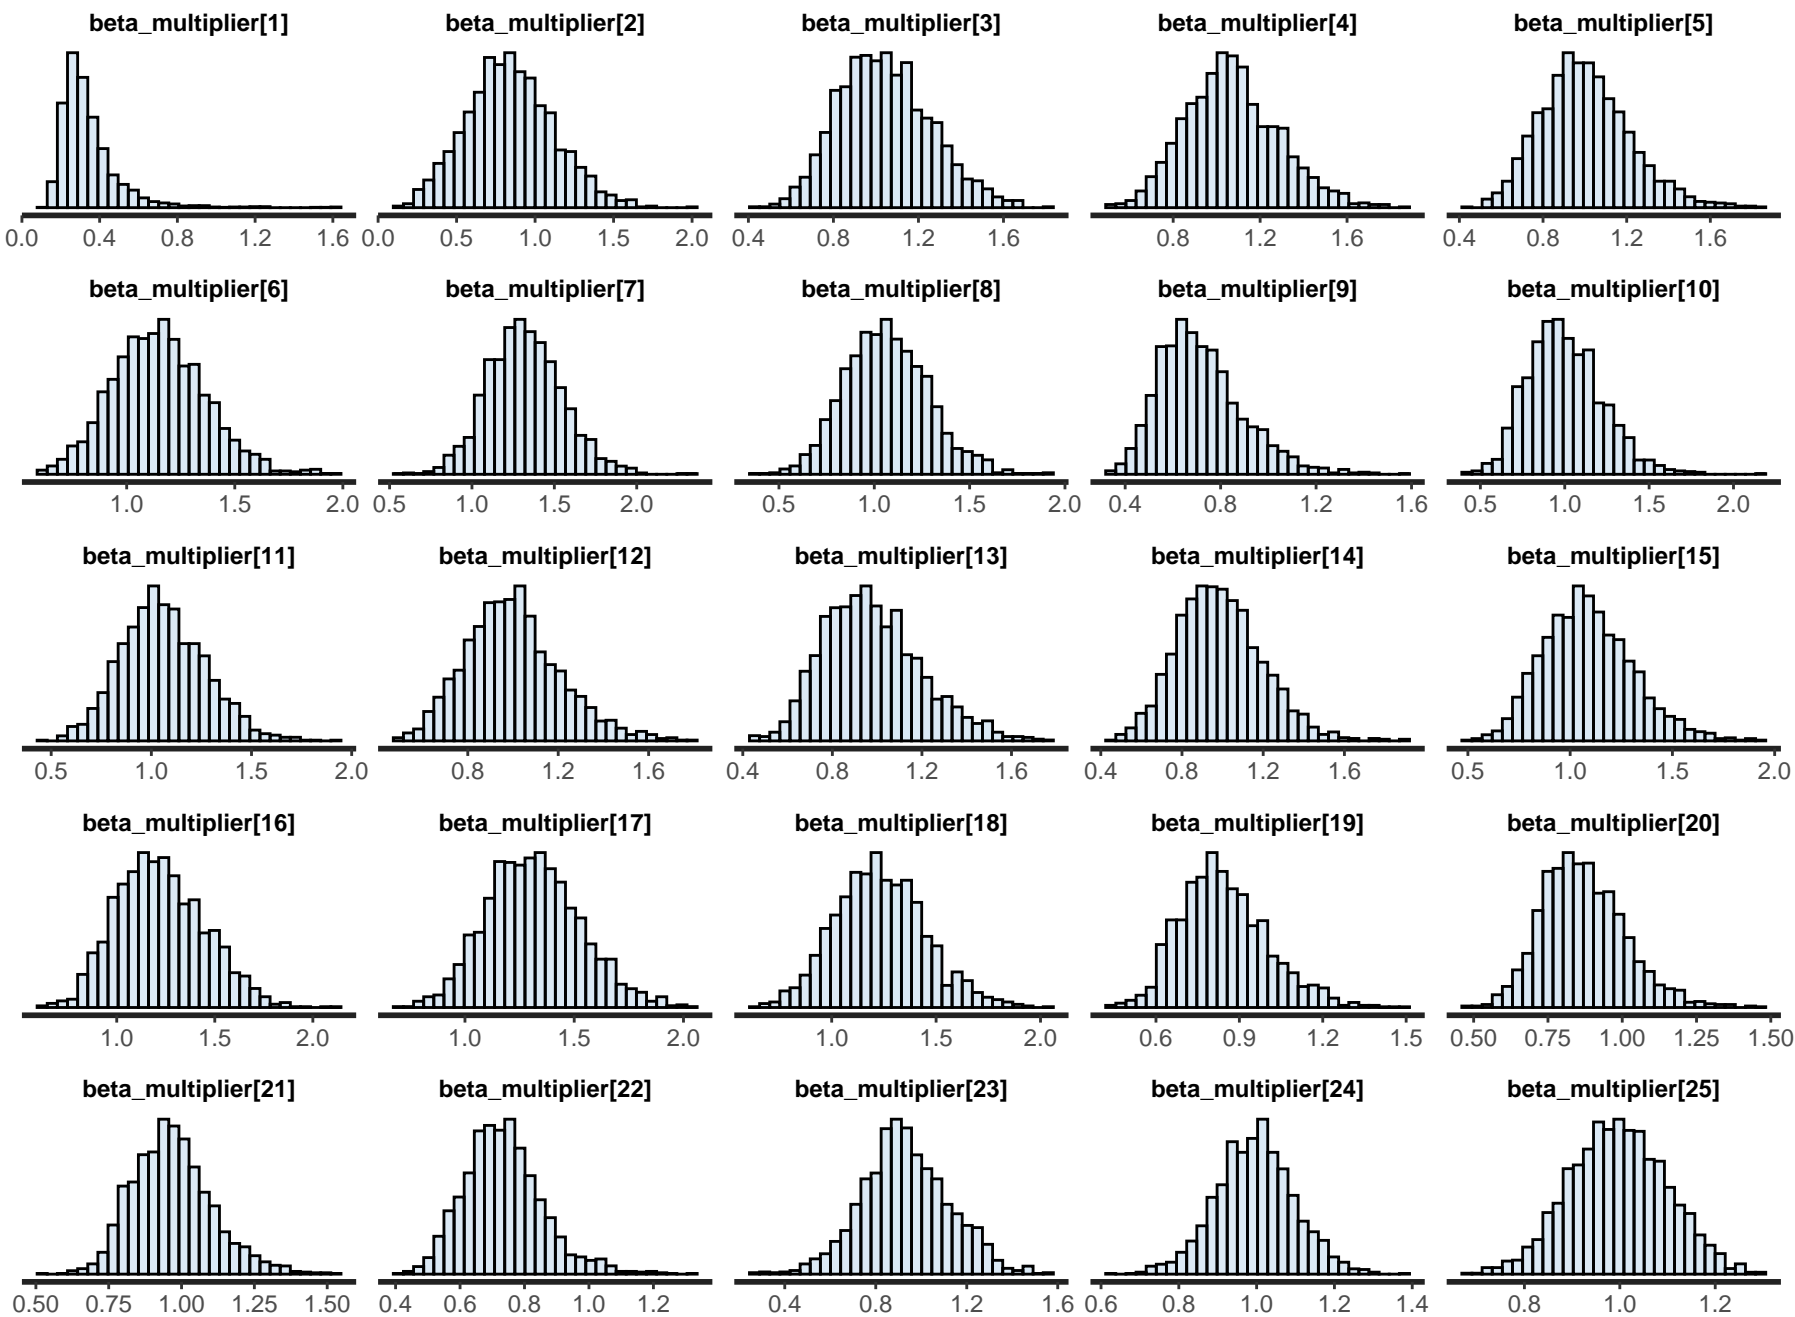 beta_multiplier[1] beta_multiplier[2] beta_multiplier[3] beta_multiplier[4] beta_multiplier[5]
0.0 0.4 0.8 1.2 1.6 0.0 0.5 1.0 1.5 2.0 0.4 0.8 1.2 1.6 0.8 1.2 1.6 0.4 0.8 1.2 1.6
beta_multiplier[6] beta_multiplier[7] beta_multiplier[8] beta_multiplier[9] beta_multiplier[10]
1.0 1.5 2.0 0.5 1.0 1.5 2.0 0.5 1.0 1.5 2.0 0.4 0.8 1.2 1.6 0.5 1.0 1.5 2.0
beta_multiplier[11] beta_multiplier[12] beta_multiplier[13] beta_multiplier[14] beta_multiplier[15]
0.5 1.0 1.5 2.0 0.8 1.2 1.6 0.4 0.8 1.2 1.6 0.4 0.8 1.2 1.6 0.5 1.0 1.5 2.0
beta_multiplier[16] beta_multiplier[17] beta_multiplier[18] beta_multiplier[19] beta_multiplier[20]
1.0 1.5 2.0 1.0 1.5 2.0 1.0 1.5 2.0 0.6 0.9 1.2 1.5 0.50 0.75 1.00 1.25 1.50
beta_multiplier[21] beta_multiplier[22] beta_multiplier[23] beta_multiplier[24] beta_multiplier[25]
0.50 0.75 1.00 1.25 1.50 0.4 0.6 0.8 1.0 1.2 0.4 0.8 1.2 1.6 0.6 0.8 1.0 1.2 1.4 0.8 1.0 1.2